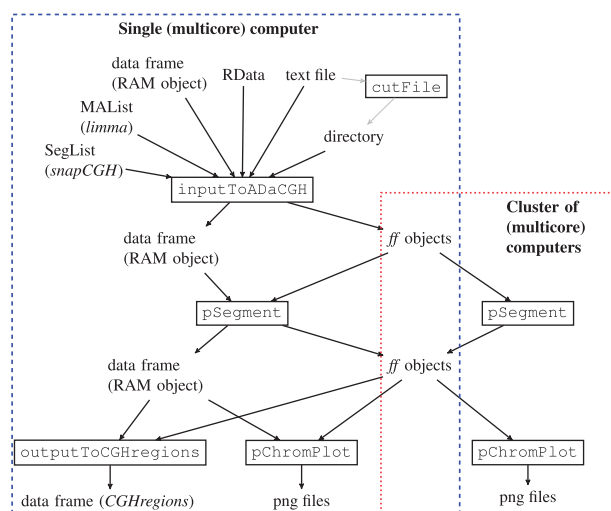 Single (multicore) computer
data frame
(RAM object)
RData
text file
cutFile
MAList
(limma)
directory
SegList
(snapCGH)
inputToADaCGH
Cluster of
(multicore)
computers
data frame
(RAM object)
ff objects
pSegment
pSegment
data frame
(RAM object)
ff objects
outputToCGHregions
pChromPlot
pChromPlot
data frame (CGHregions)
png files
png files